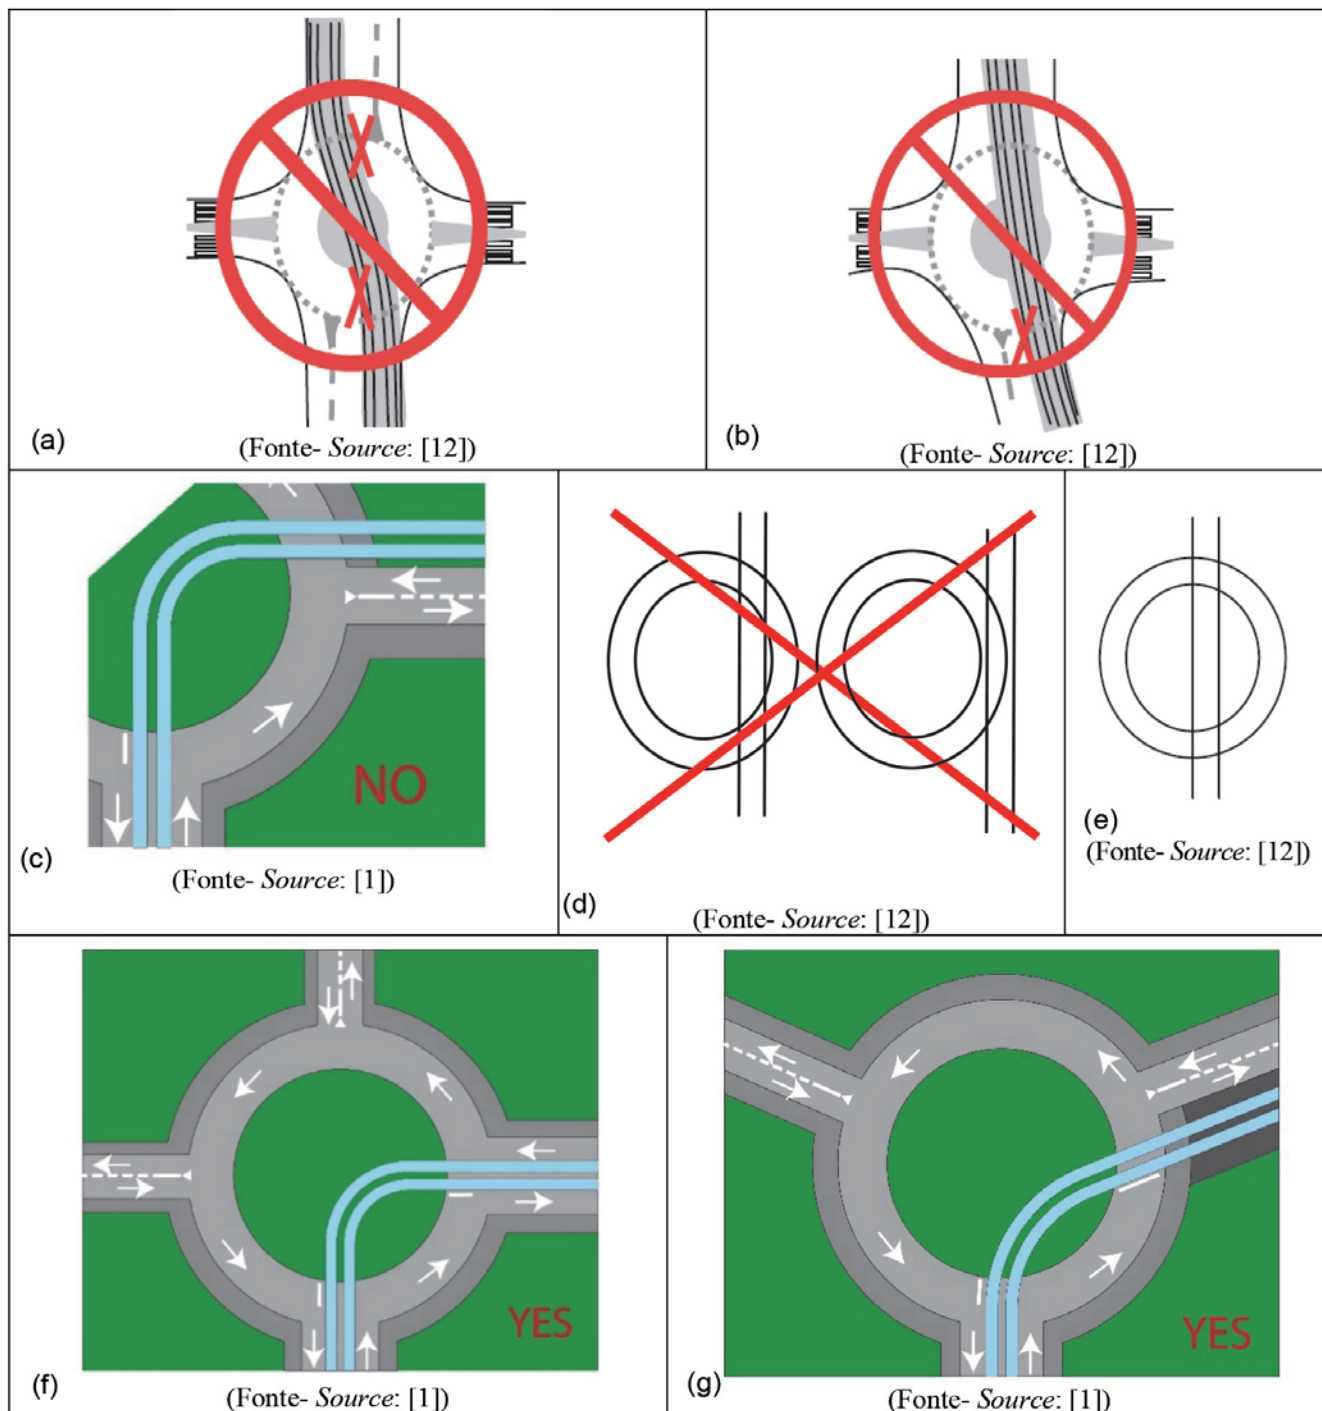 (a)
(Fonte- Source: [12])
(b)
(Fonte- Source: [12])
NO
(c)
(Fonte- Source: [1])
(d)
(Fonte- Source: [12])
(e)
(Fonte- Source: [12])
YES
(f)
(Fonte- Source: [1])
YES
(g)
(Fonte- Source: [1])